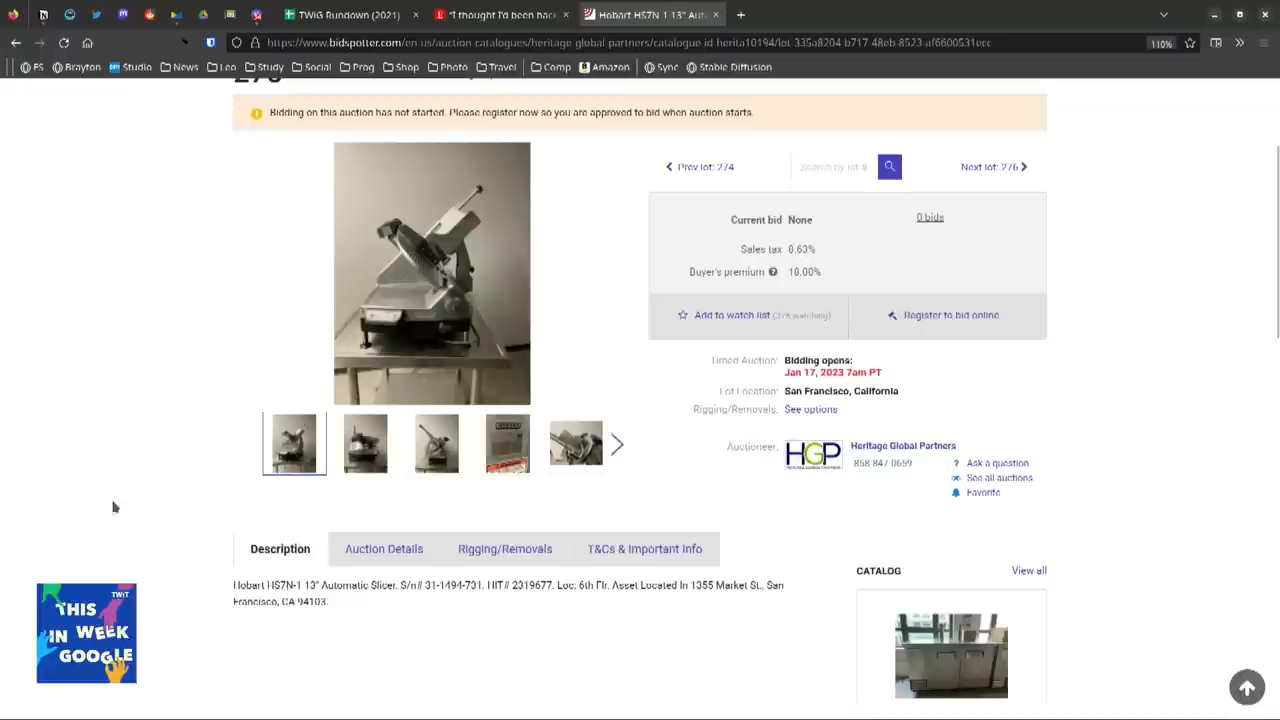 TWiG Rundown (2021)
"I thought I'd been hack
Hobart HS7N-1 13" Aut
https://www.bidspotter.com/en-us/auction-catalogues/heritage-global-partners/catalogue-id-herita10194/lot-335a8204-b717-48eb-8523-af6600531ecc
110%
ES Brayton Studio News Leo Study Social Prog Shop Photo Travel Comp Amazon Sync Stable Diffusion
Bidding on this auction has not started. Please register now so you are approved to bid when auction starts.
Prev lot: 274
Search by lot #
Next lot: 276
Current bid None
0 bids
Sales tax 8.63%
Buyer's premium 18.00%
Add to watch list
Register to bid online
Timed Auction: Bidding opens:
Jan 17, 2023 7am PT
Lot Location: San Francisco, California
Rigging/Removals: See options
Auctioneer: HGP Heritage Global Partners
858 847 0659
Ask a question
See all auctions
Favorite
Description Auction Details Rigging/Removals T&Cs & Important Info
Hobart HS7N-1 13" Automatic Slicer. S/n# 31-1494-731. HIT# 2319677. Loc: 6th Flr. Asset Located In 1355 Market St., San
Francisco, CA 94103.
CATALOG
View all
TWiT
THIS
IN WEEK
GOOGLE